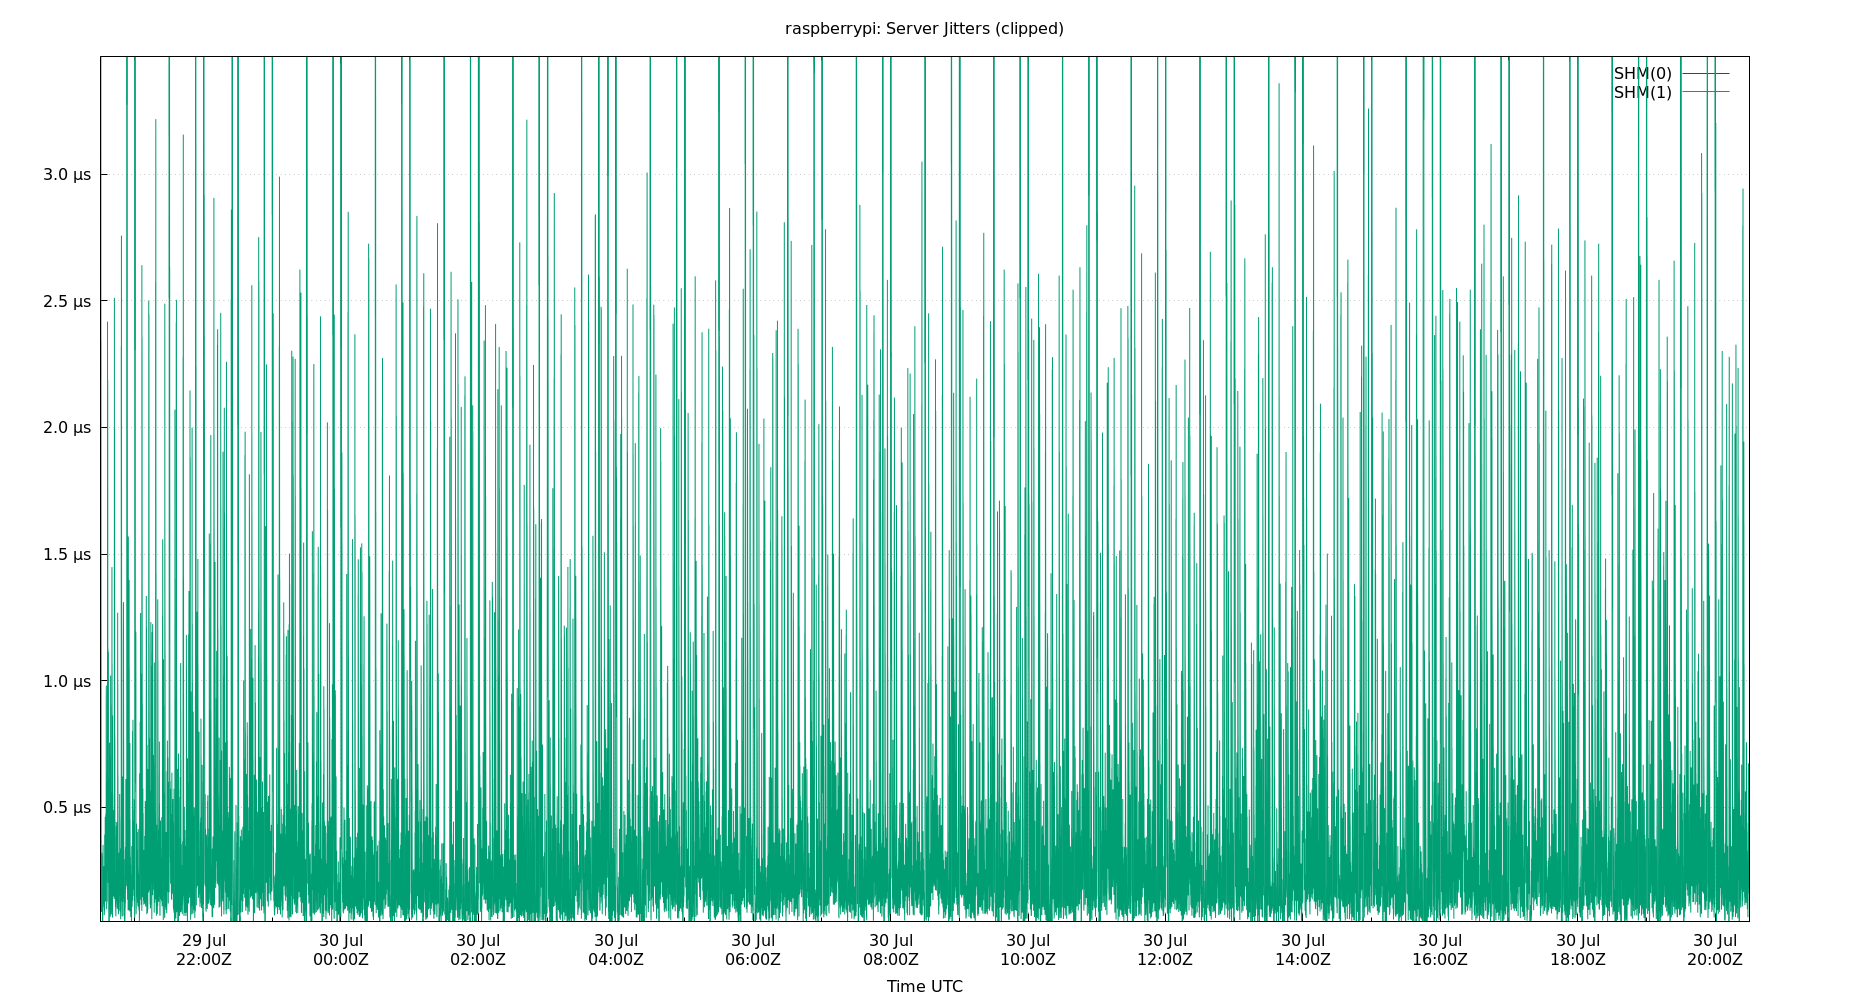 raspberrypi: Server Jitters (clipped)
SHM(0)
SHM(1)
3.0 µs
2.5 µs
2.0 µs
1.5 µs
1.0 µs
0.5 µs
29 Jul 30 Jul 30 Jul 30 Jul 30 Jul 30 Jul 30 Jul 30 Jul 30 Jul 30 Jul 30 Jul 30 Jul
22:00Z 00:00Z 02:00Z 04:00Z 06:00Z 08:00Z 10:00Z 12:00Z 14:00Z 16:00Z 18:00Z 20:00Z
Time UTC